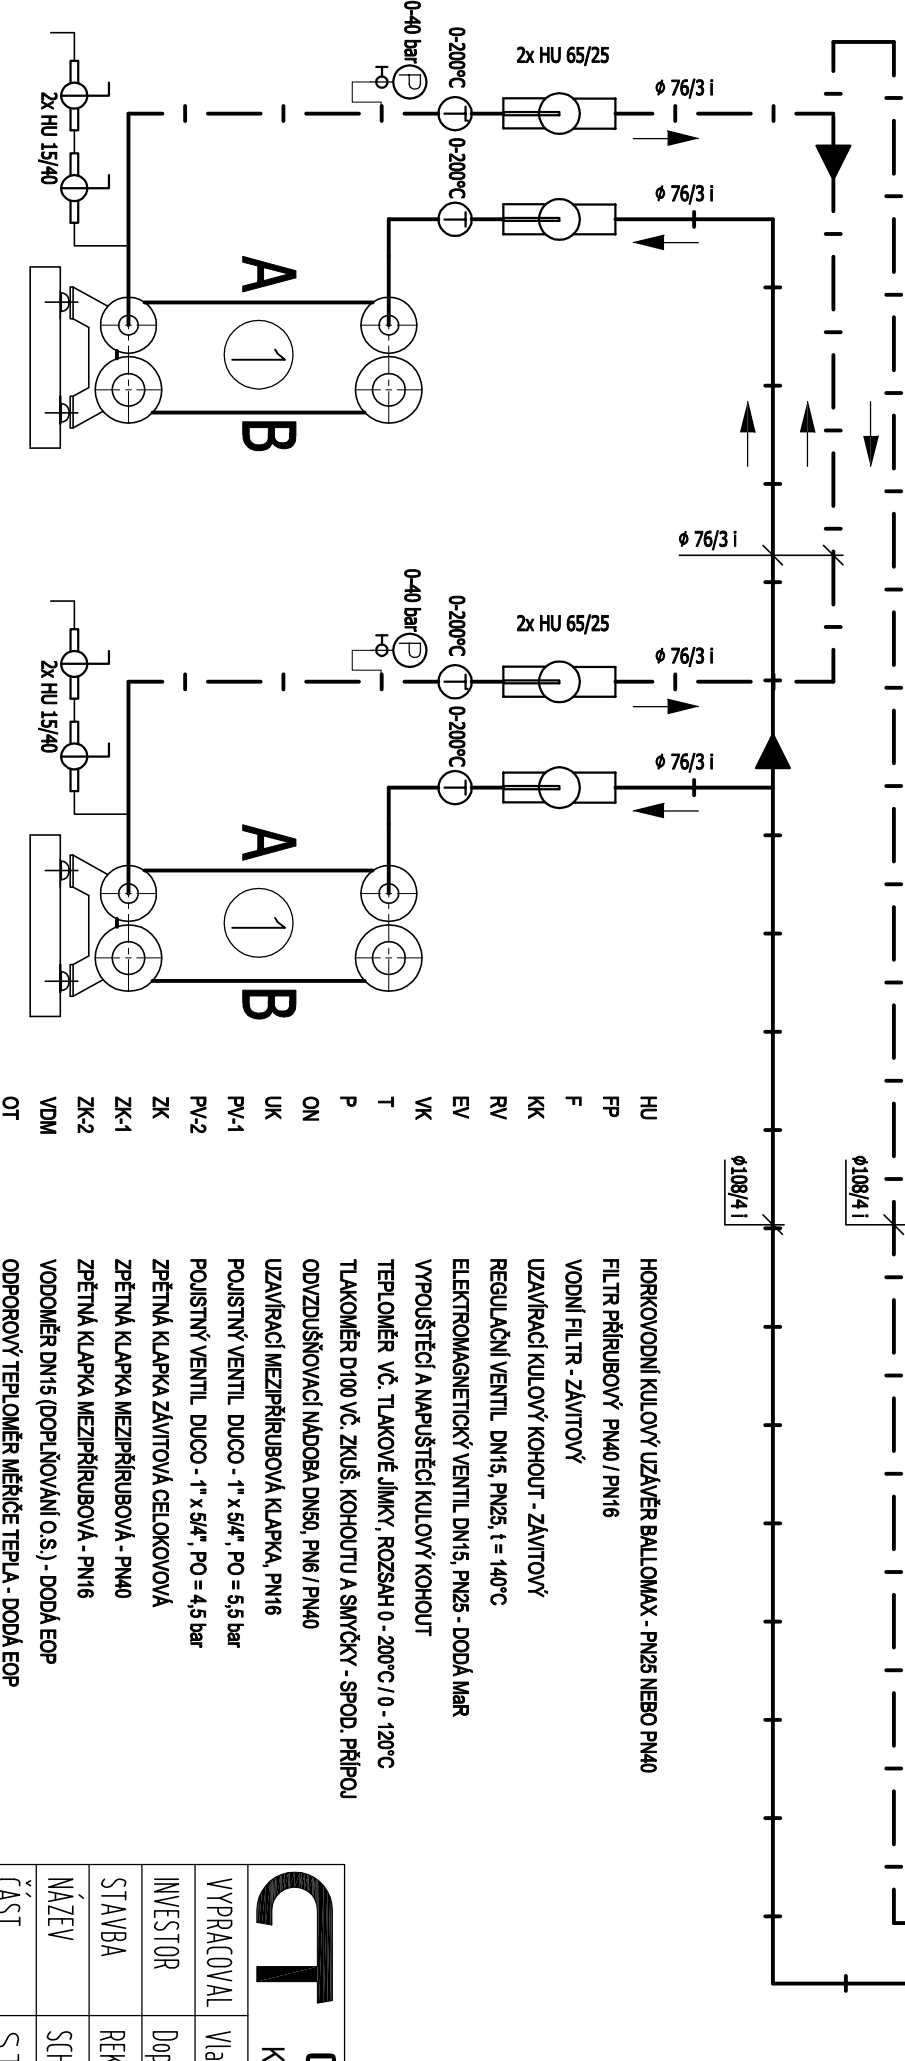 ϕ108/4 i
ϕ108/4 i
ϕ 76/3 i
ϕ 76/3 i
ϕ 76/3 i
ϕ 76/3 i
ϕ 76/3 i
2x HU 65/25
2x HU 65/25
0-200°C
0-200°C
0-200°C
0-200°C
0-40 bar
P
0-40 bar
P
A
1
B
A
1
B
2x HU 15/40
2x HU 15/40
HU HORKOVODNÍ KULOVÝ UZÁVĚR BALLOMAX - PN25 NEBO PN40
FP FILTR PŘÍRUBOVÝ PN40 / PN16
F VODNÍ FILTR - ZÁVITOVÝ
KK UZAVÍRACÍ KULOVÝ KOHOUT - ZÁVITOVÝ
RV REGULAČNÍ VENTIL DN15, PN25, t = 140°C
EV ELEKTROMAGNETICKÝ VENTIL DN15, PN25 - DODÁ MaR
VK VYPOUŠTĚCÍ A NAPUŠTĚCÍ KULOVÝ KOHOUT
T TEPLOMĚR VČ. TLAKOVÉ JÍMKY, ROZSAH 0 - 200°C / 0 - 120°C
P TLAKOMĚR D100 VČ. ZKUŠ. KOHOUTU A SMYČKY - SPOD. PŘÍPOJ
ON ODVZDUŠŇOVACÍ NÁDOBA DN50, PN6 / PN40
UK UZAVÍRACÍ MEZIPŘÍRUBOVÁ KLAPKA, PN16
PV-1 POJISTNÝ VENTIL DUCO - 1" x 5/4", PO = 5,5 bar
PV-2 POJISTNÝ VENTIL DUCO - 1" x 5/4", PO = 4,5 bar
ZK ZPĚTNÁ KLAPKA ZÁVITOVÁ CELOKOVOVÁ
ZK-1 ZPĚTNÁ KLAPKA MEZIPŘÍRUBOVÁ - PN40
ZK-2 ZPĚTNÁ KLAPKA MEZIPŘÍRUBOVÁ - PN16
VDM VODOMĚR DN15 (DOPLŇOVÁNÍ O.S.) - DODÁ EOP
OT ODPOROVÝ TEPLOMĚR MĚŘIČE TEPLA - DODÁ EOP
CT
K
VYPRACOVAL Vla
INVESTOR Dop
STAVBA REK
NÁZEV SCH
ČÁST